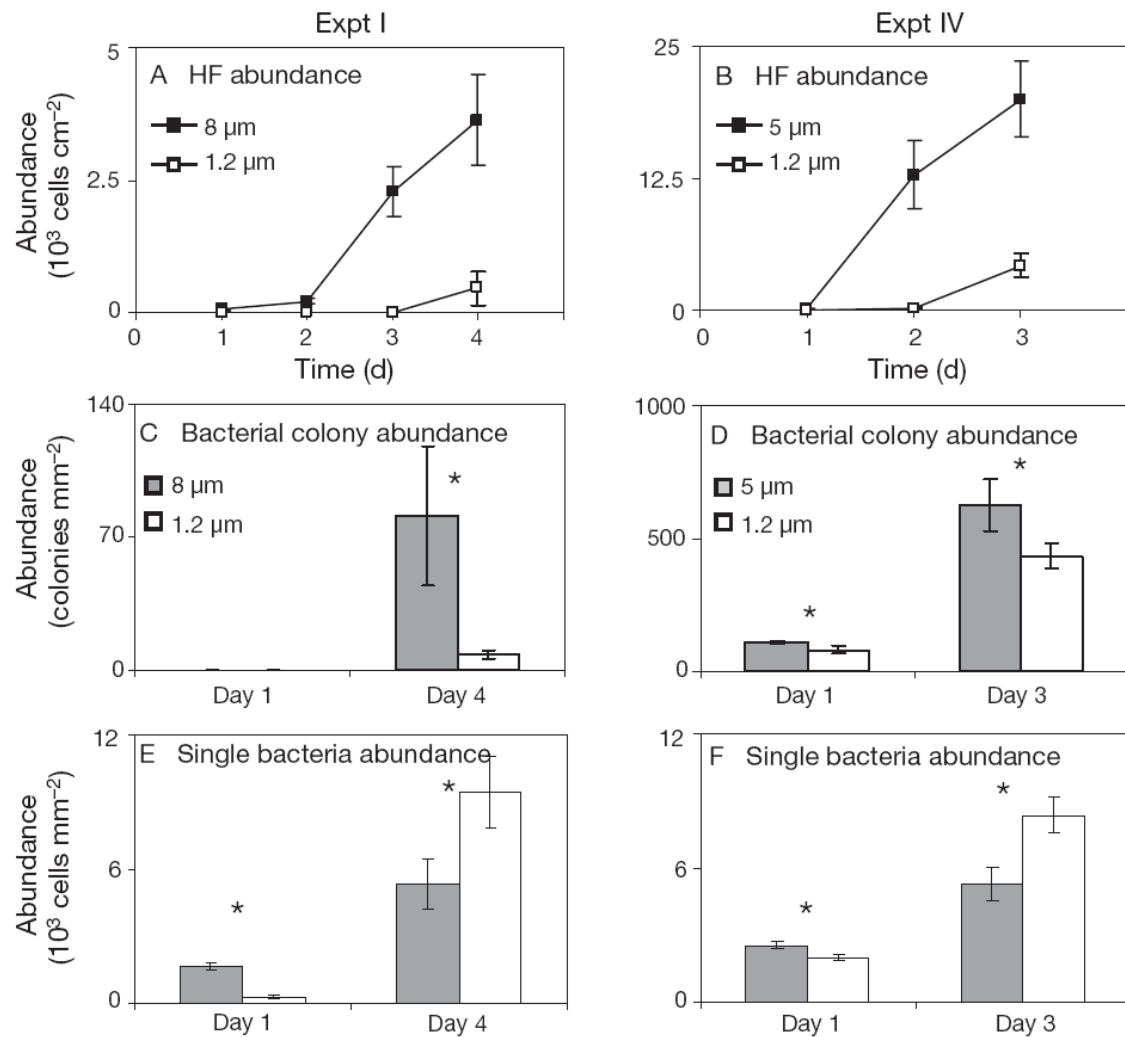 Expt I
A HF abundance
8 µm
1.2 µm
5
2.5
0
0 1 2 3 4
Time (d)
Abundance
(10³ cells cm⁻²)
Expt IV
B HF abundance
5 µm
1.2 µm
25
12.5
0
0 1 2 3
Time (d)
C Bacterial colony abundance
8 µm
1.2 µm
*
140
70
0
Day 1 Day 4
Abundance
(colonies mm⁻²)
D Bacterial colony abundance
5 µm
1.2 µm
*
*
1000
500
0
Day 1 Day 3
E Single bacteria abundance
*
*
12
6
0
Day 1 Day 4
Abundance
(10³ cells mm⁻²)
F Single bacteria abundance
*
*
12
6
0
Day 1 Day 3